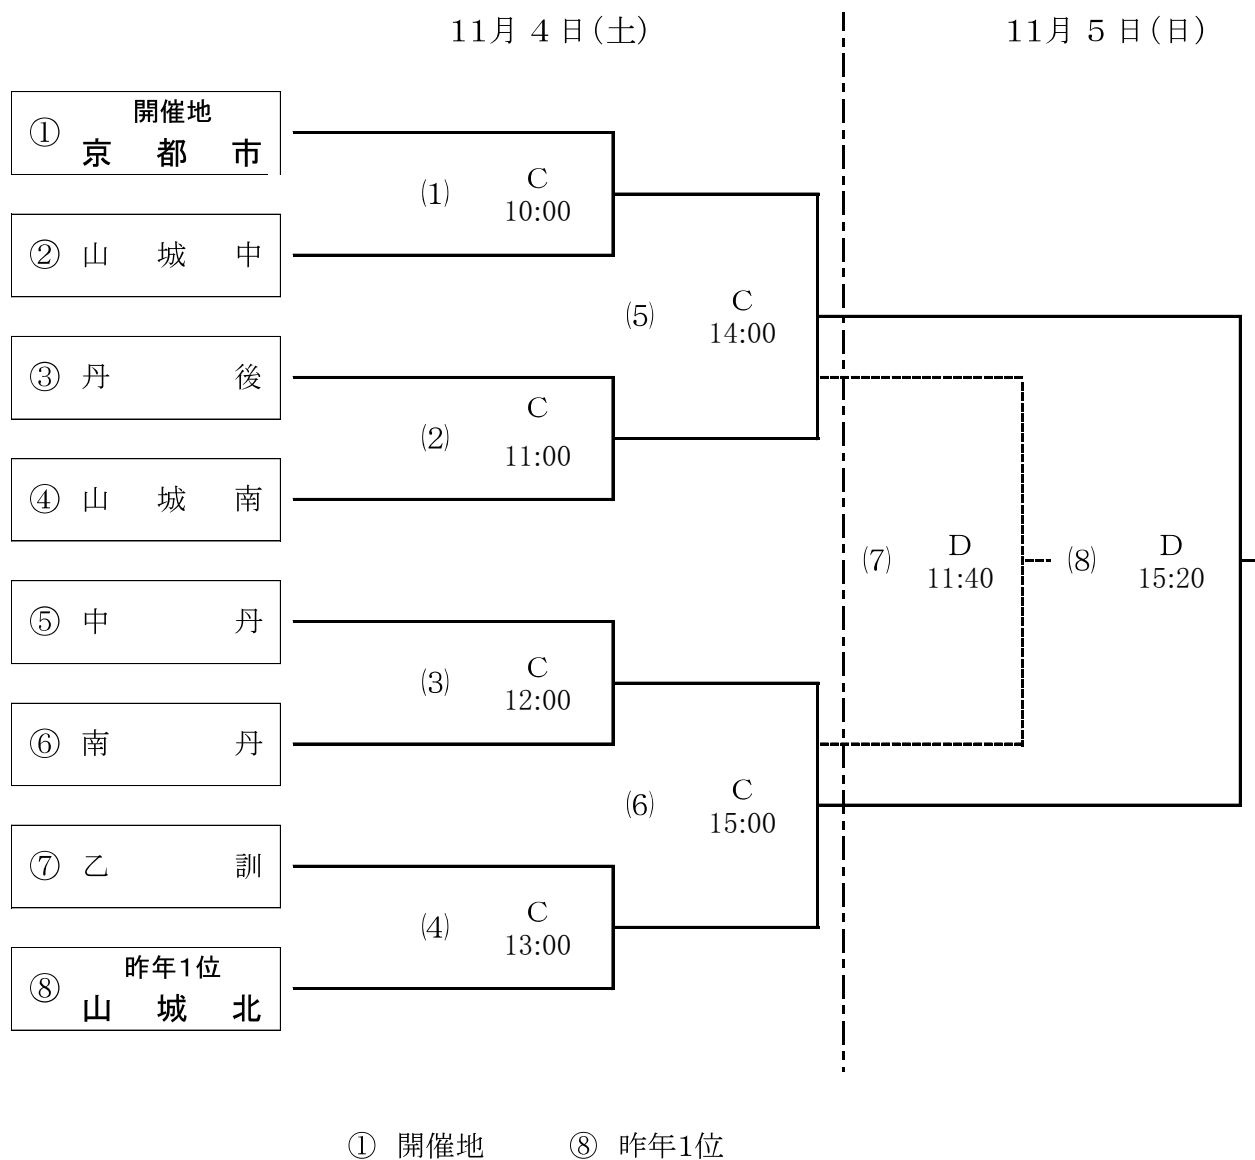 11月 4 日(土)
11月 5 日(日)
① 開催地
京 都 市
⑴ C
10:00
② 山 城 中
⑸ C
14:00
③ 丹 後
⑵ C
11:00
④ 山 城 南
⑺ D
11:40
⑻ D
15:20
⑤ 中 丹
⑶ C
12:00
⑥ 南 丹
⑹ C
15:00
⑦ 乙 訓
⑷ C
13:00
⑧ 昨年1位
山 城 北
① 開催地 ⑧ 昨年1位